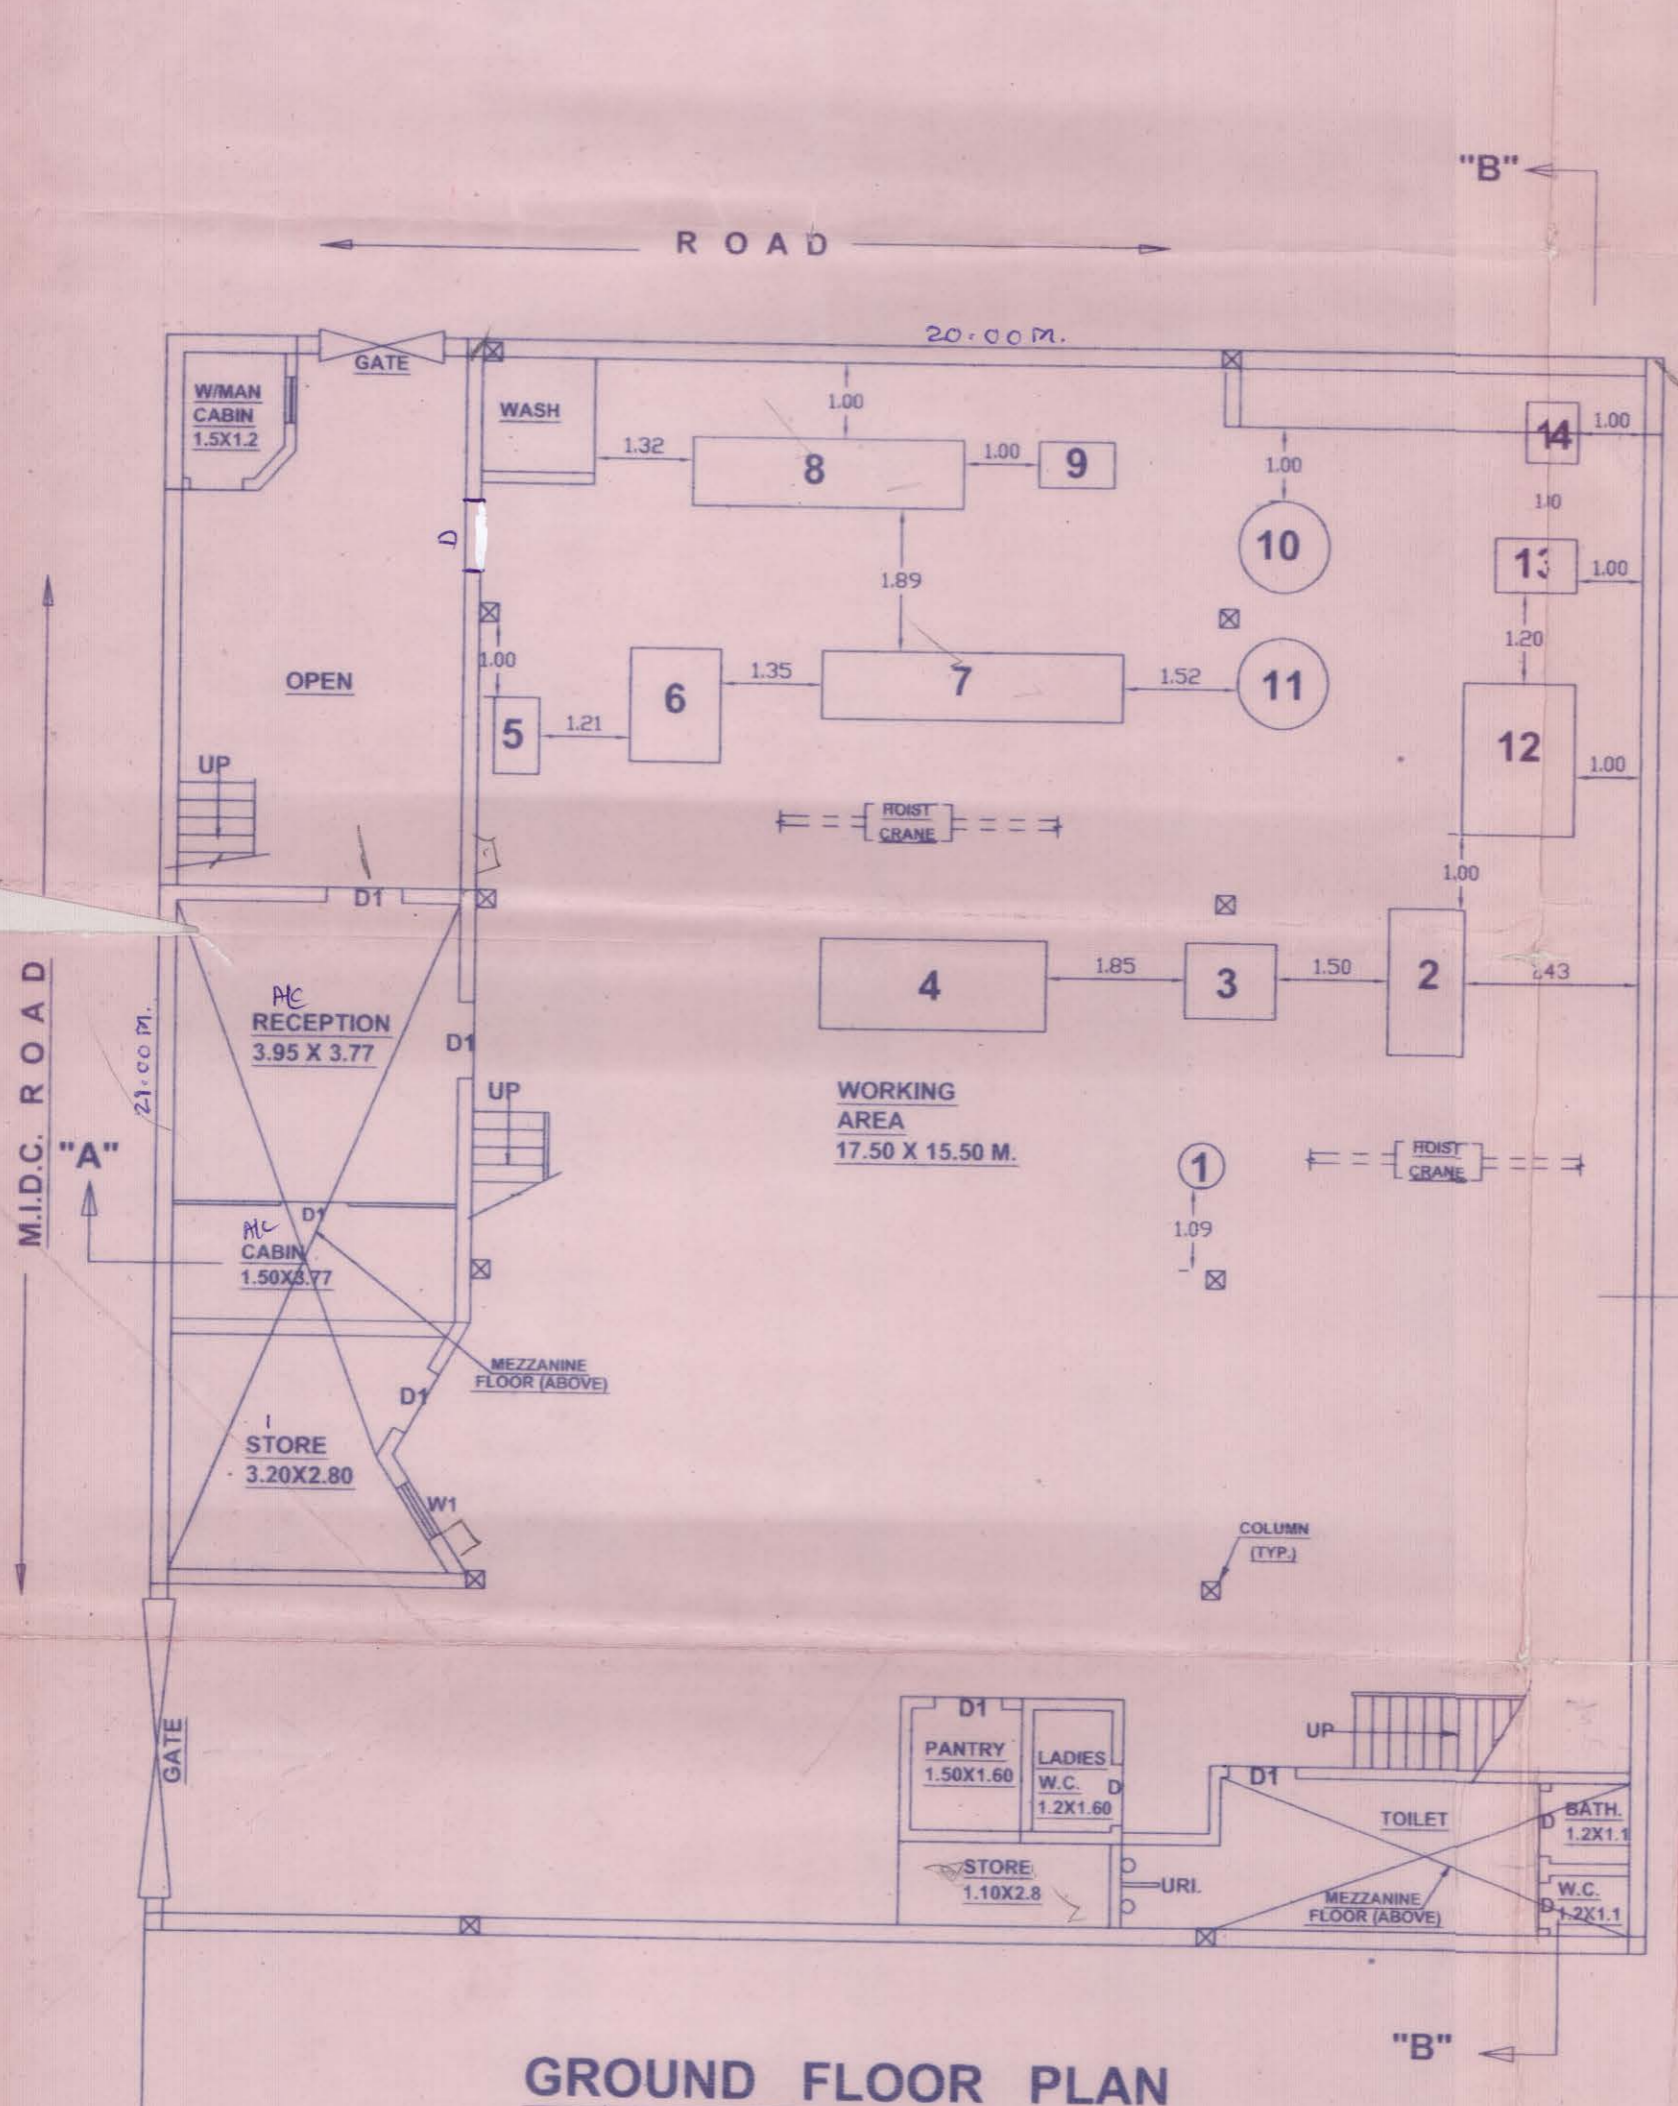 "B"
ROAD
20.00 M.
GATE
W/MAN
CABIN
1.5X1.2
WASH
1.00
1.32
8
1.00
9
1.00
14
1.00
10
13
1.00
D
1.89
1.20
OPEN
1.00
5
1.21
6
1.35
7
1.52
11
12
1.00
UP
HOIST
CRANE
1.00
D1
4
1.85
3
1.50
2
M.I.D.C. ROAD
A/C
RECEPTION
3.95 X 3.77
D1
UP
WORKING
AREA
17.50 X 15.50 M.
"A"
1
1.09
HOIST
CRANE
D1
A/C
CABIN
1.50X3.77
MEZZANINE
FLOOR (ABOVE)
D1
STORE
3.20X2.80
W1
COLUMN
(TYP.)
GATE
D1
PANTRY
1.50X1.60
LADIES
W.C.
1.2X1.60
D
UP
D1
TOILET
D
BATH.
1.2X1.1
STORE
1.10X2.8
URI.
MEZZANINE
FLOOR (ABOVE)
D
W.C.
1.2X1.1
"B"
GROUND FLOOR PLAN